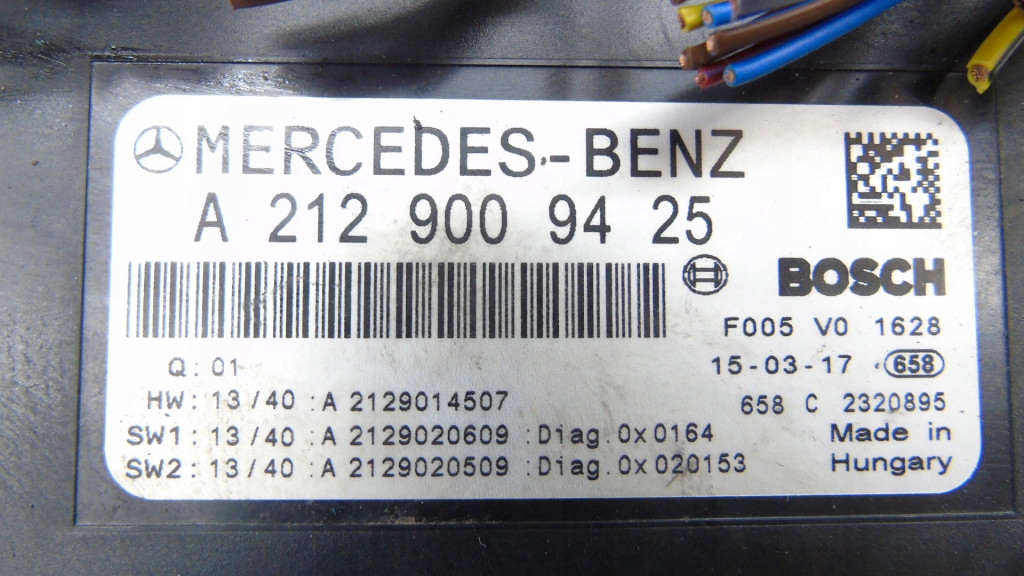 MERCEDES-BENZ
A 212 900 94 25
BOSCH
F005 V0 1628
Q: 01
15-03-17 658
HW: 13/40 :A 2129014507
658 C 2320895
SW1: 13/40 :A 2129020609 :Diag.0x0164
Made in
SW2: 13/40 :A 2129020509 :Diag.0x020153
Hungary